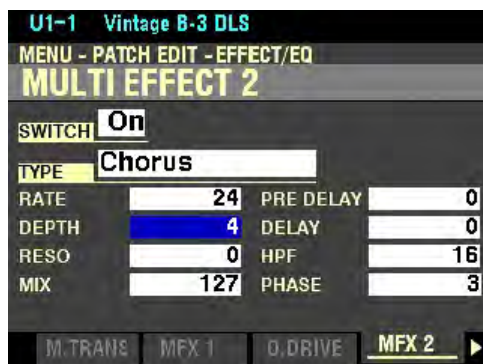 U1-1 Vintage B-3 DLS
MENU - PATCH EDIT - EFFECT/EQ
MULTI EFFECT 2
SWITCH On
TYPE Chorus
RATE 24 PRE DELAY 0
DEPTH 4 DELAY 0
RESO 0 HPF 16
MIX 127 PHASE 3
M.TRANS MFX 1 O.DRIVE MFX 2